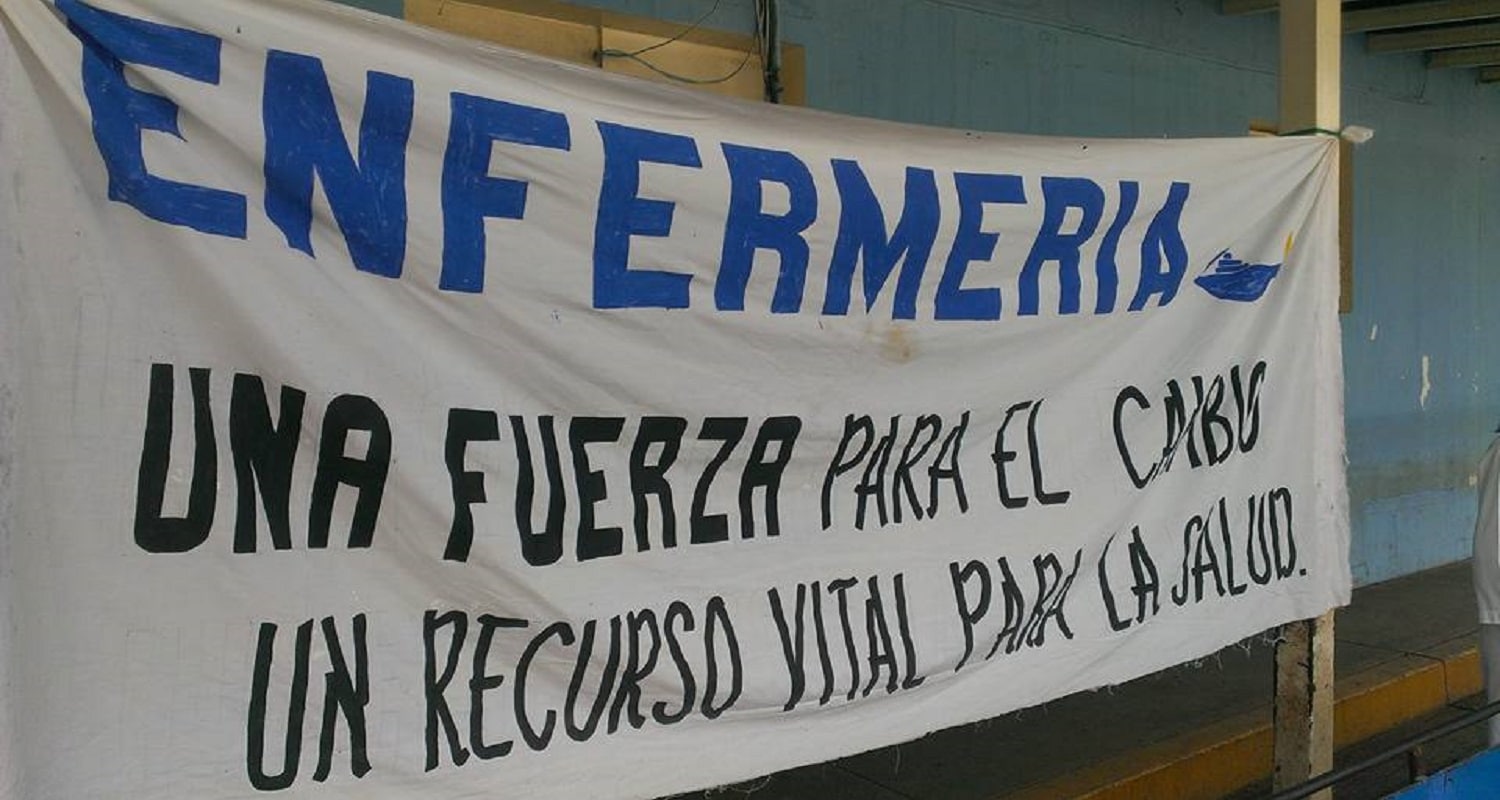 ENFERMERIA
UNA FUERZA PARA EL CAMBIO
UN RECURSO VITAL PARA LA SALUD.